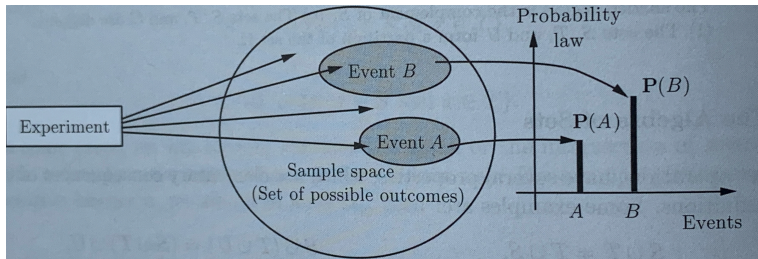 Probability
law
Event B
P(B)
Experiment
P(A)
Event A
Sample space
(Set of possible outcomes)
A
B
Events